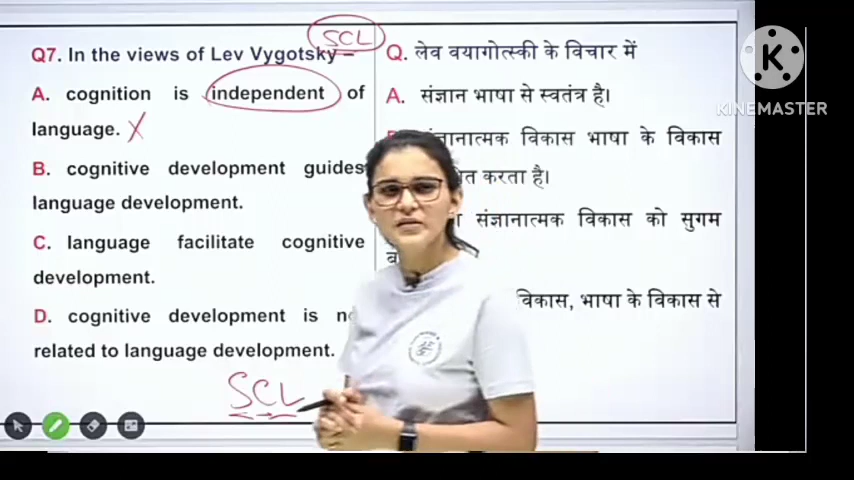 SCL
Q7. In the views of Lev Vygotsky –
A. cognition is independent of
language. X
B. cognitive development guides
language development.
C. language facilitate cognitive
development.
D. cognitive development is
related to language development.
SCL
Q. लेव वयागोत्स्की के विचार में
A. संज्ञान भाषा से स्वतंत्र है।
विकास भाषा के विकास
करता है।
संज्ञानात्मक विकास को सुगम
विकास, भाषा के विकास से
K
KINEMASTER